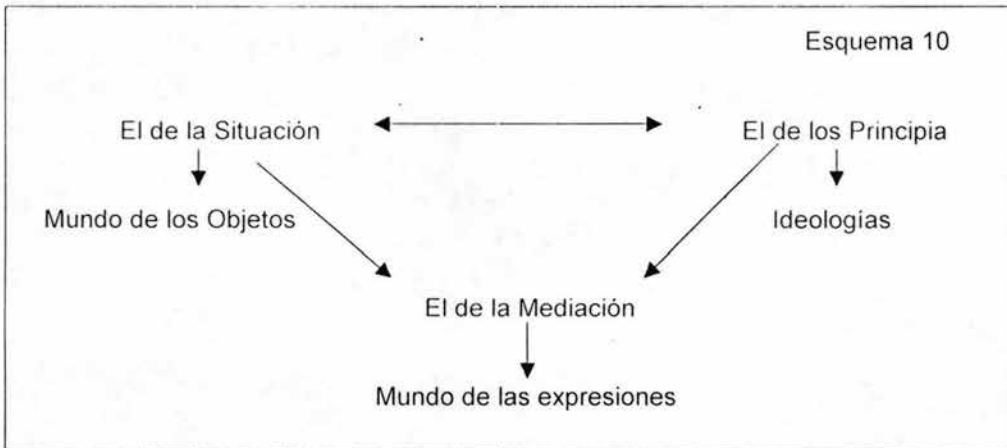 Esquema 10
El de la Situación
El de los Principia
Mundo de los Objetos
Ideologías
El de la Mediación
Mundo de las expresiones